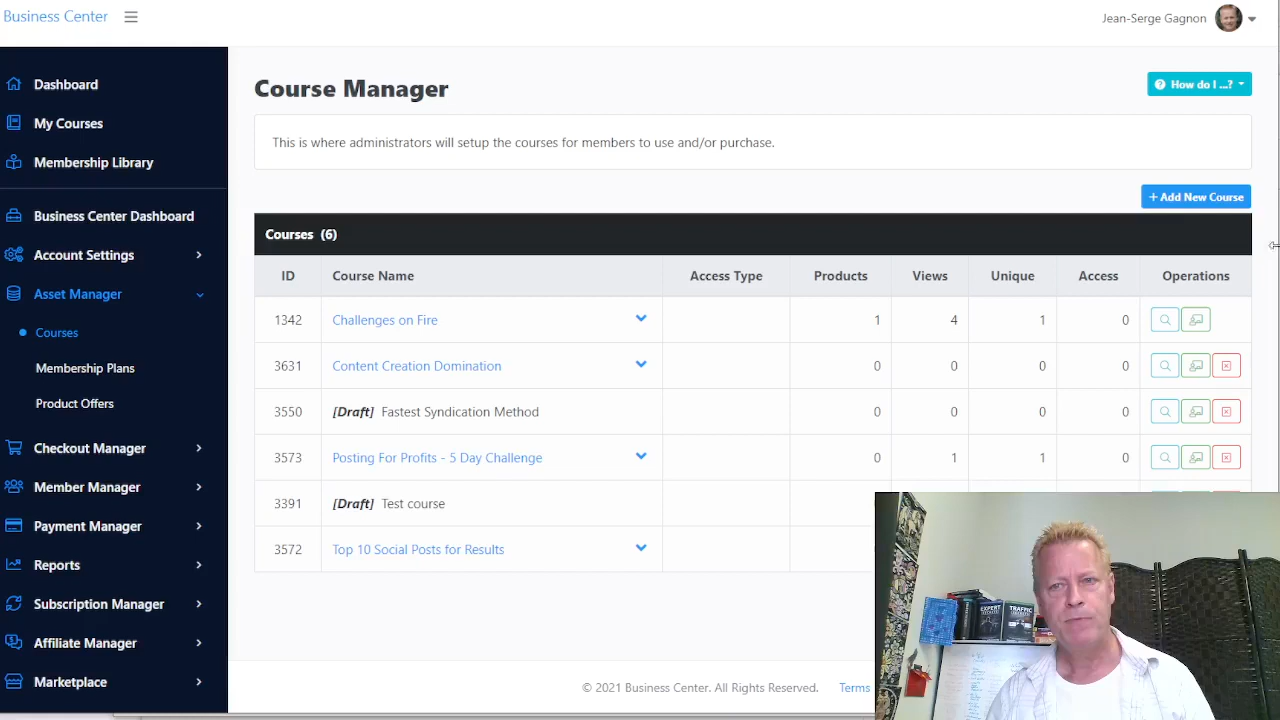 Business Center
Jean-Serge Gagnon
Dashboard
My Courses
Membership Library
Business Center Dashboard
Account Settings
Asset Manager
Courses
Membership Plans
Product Offers
Checkout Manager
Member Manager
Payment Manager
Reports
Subscription Manager
Affiliate Manager
Marketplace
Course Manager
How do I ...?
This is where administrators will setup the courses for members to use and/or purchase.
+ Add New Course
Courses (6)
ID Course Name Access Type Products Views Unique Access Operations
1342 Challenges on Fire 1 4 1 0
3631 Content Creation Domination 0 0 0 0
3550 [Draft] Fastest Syndication Method 0 0 0 0
3573 Posting For Profits - 5 Day Challenge 0 1 1 0
3391 [Draft] Test course
3572 Top 10 Social Posts for Results
EXPERT
TRAFFIC
© 2021 Business Center. All Rights Reserved. Terms